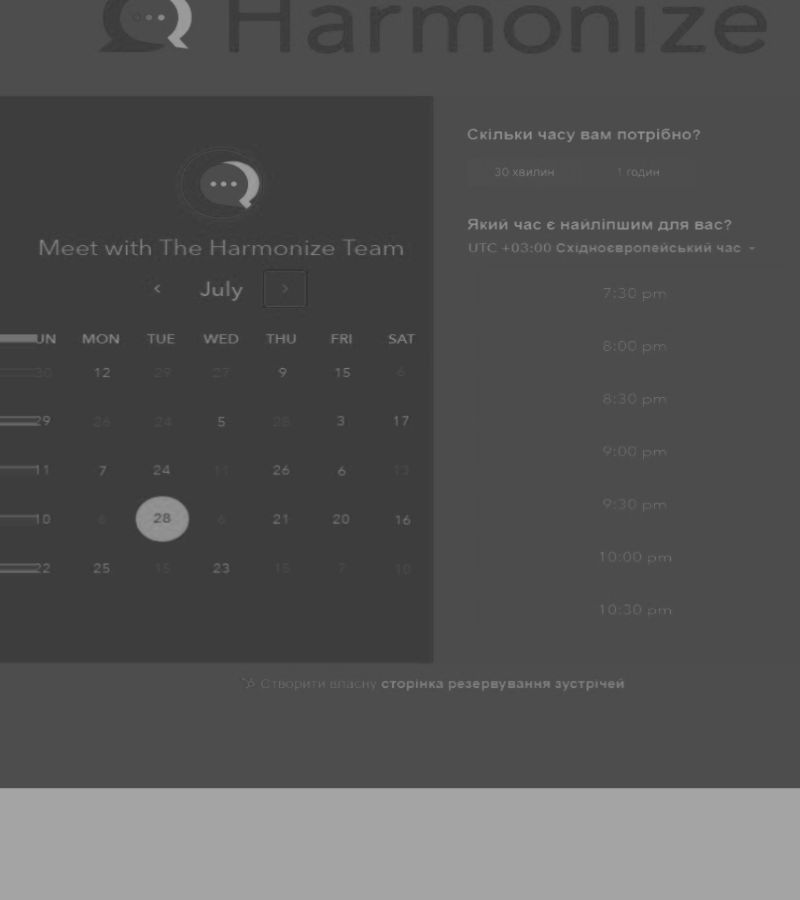 Harmonize
Meet with The Harmonize Team
‹ July ›
UN MON TUE WED THU FRI SAT
30 12 29 27 9 15 6
29 26 24 5 28 3 17
11 7 24 11 26 6 13
10 6 28 6 21 20 16
22 25 15 23 15 7 10
Скільки часу вам потрібно?
30 хвилин 1 годин
Який час є найліпшим для вас?
UTC +03:00 Східноєвропейський час
7:30 pm
8:00 pm
8:30 pm
9:00 pm
9:30 pm
10:00 pm
10:30 pm
Створити власну сторінка резервування зустрічей